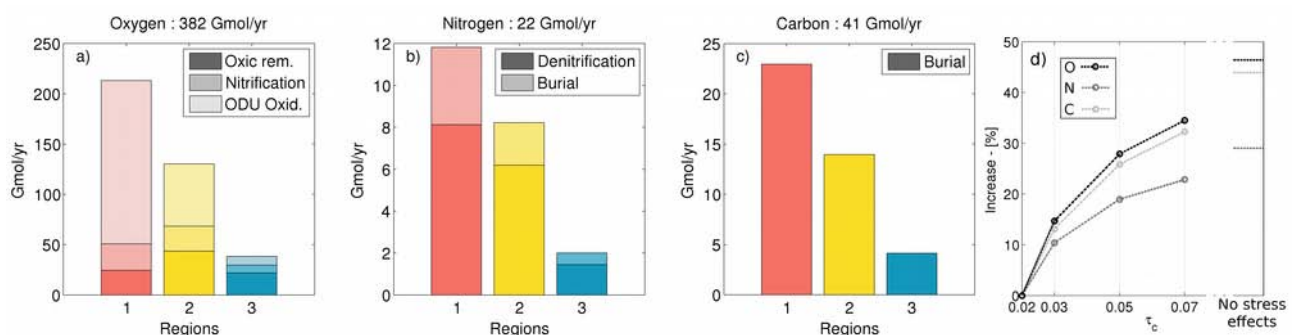 Oxygen : 382 Gmol/yr
a)
Oxic rem.
Nitrification
ODU Oxid.
250
200
150
100
50
0
Gmol/yr
1 2 3
Regions
Nitrogen : 22 Gmol/yr
b)
Denitrification
Burial
12
10
8
6
4
2
0
Gmol/yr
1 2 3
Regions
Carbon : 41 Gmol/yr
c)
Burial
25
20
15
10
5
0
Gmol/yr
1 2 3
Regions
d)
O
N
C
50
40
30
20
10
0
Increase - [%]
0.02 0.03 0.05 0.07
τc
No stress
effects